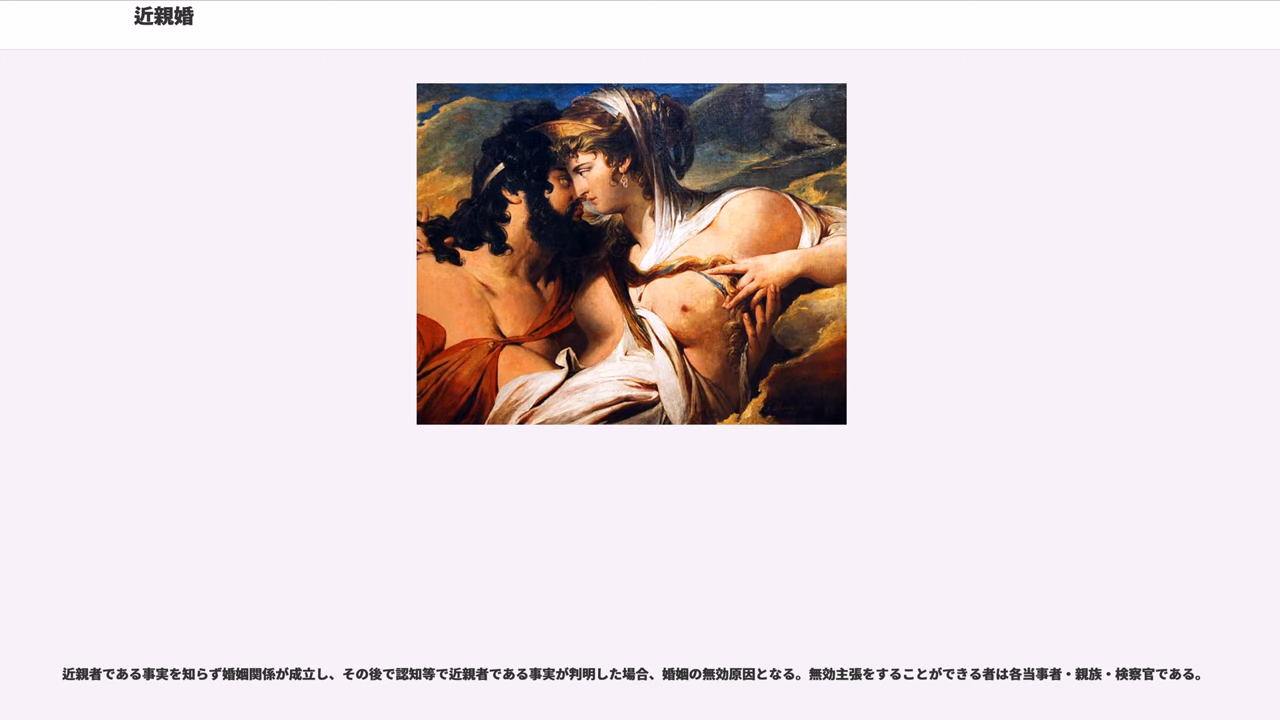 近親婚
近親者である事実を知らず婚姻関係が成立し、その後で認知等で近親者である事実が判明した場合、婚姻の無効原因となる。無効主張をすることができる者は各当事者・親族・検察官である。